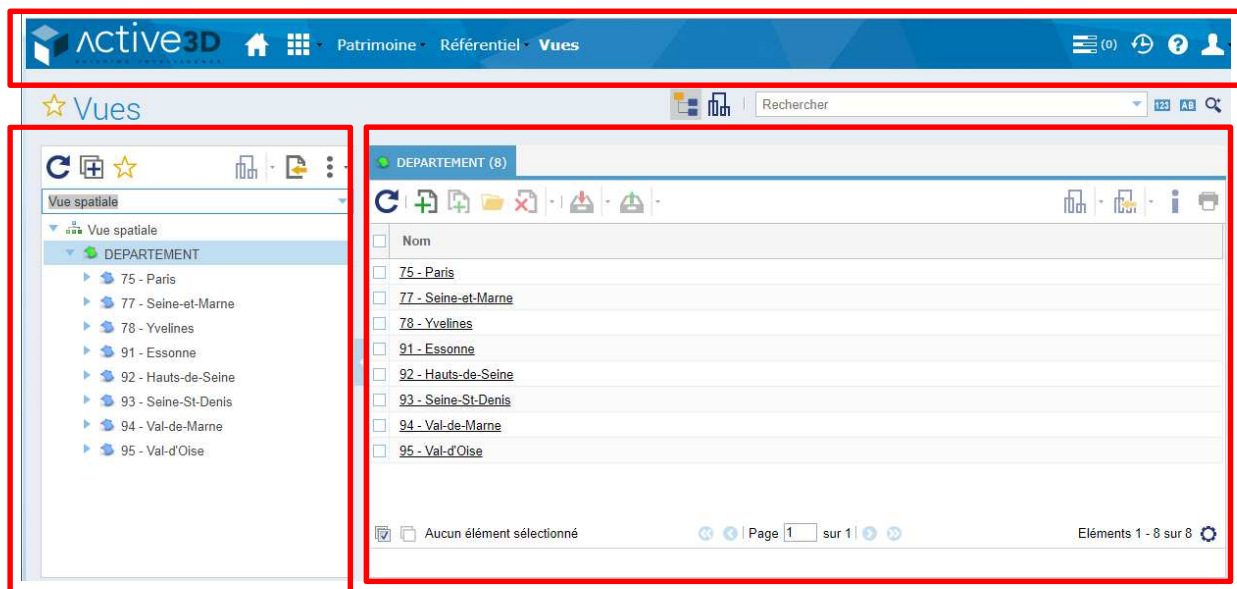 Active3D
Patrimoine Référentiel Vues
(0)
Vues
Rechercher
123 AB
Vue spatiale
Vue spatiale
DEPARTEMENT
75 - Paris
77 - Seine-et-Marne
78 - Yvelines
91 - Essonne
92 - Hauts-de-Seine
93 - Seine-St-Denis
94 - Val-de-Marne
95 - Val-d'Oise
DEPARTEMENT (8)
Nom
75 - Paris
77 - Seine-et-Marne
78 - Yvelines
91 - Essonne
92 - Hauts-de-Seine
93 - Seine-St-Denis
94 - Val-de-Marne
95 - Val-d'Oise
Aucun élément sélectionné
Page 1 sur 1
Eléments 1 - 8 sur 8